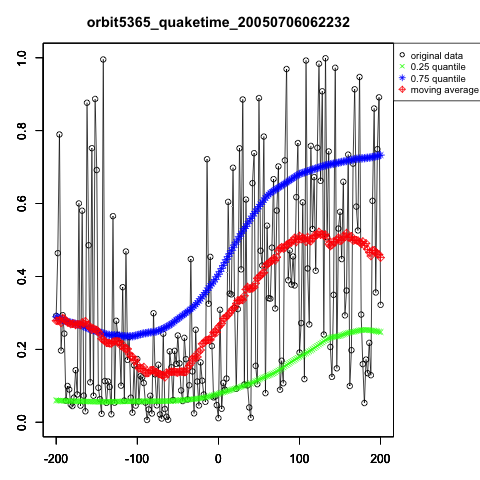 orbit5365_quaketime_20050706062232
original data
0.25 quantile
0.75 quantile
moving average
1.0
0.8
0.6
0.4
0.2
0.0
-200 -100 0 100 200